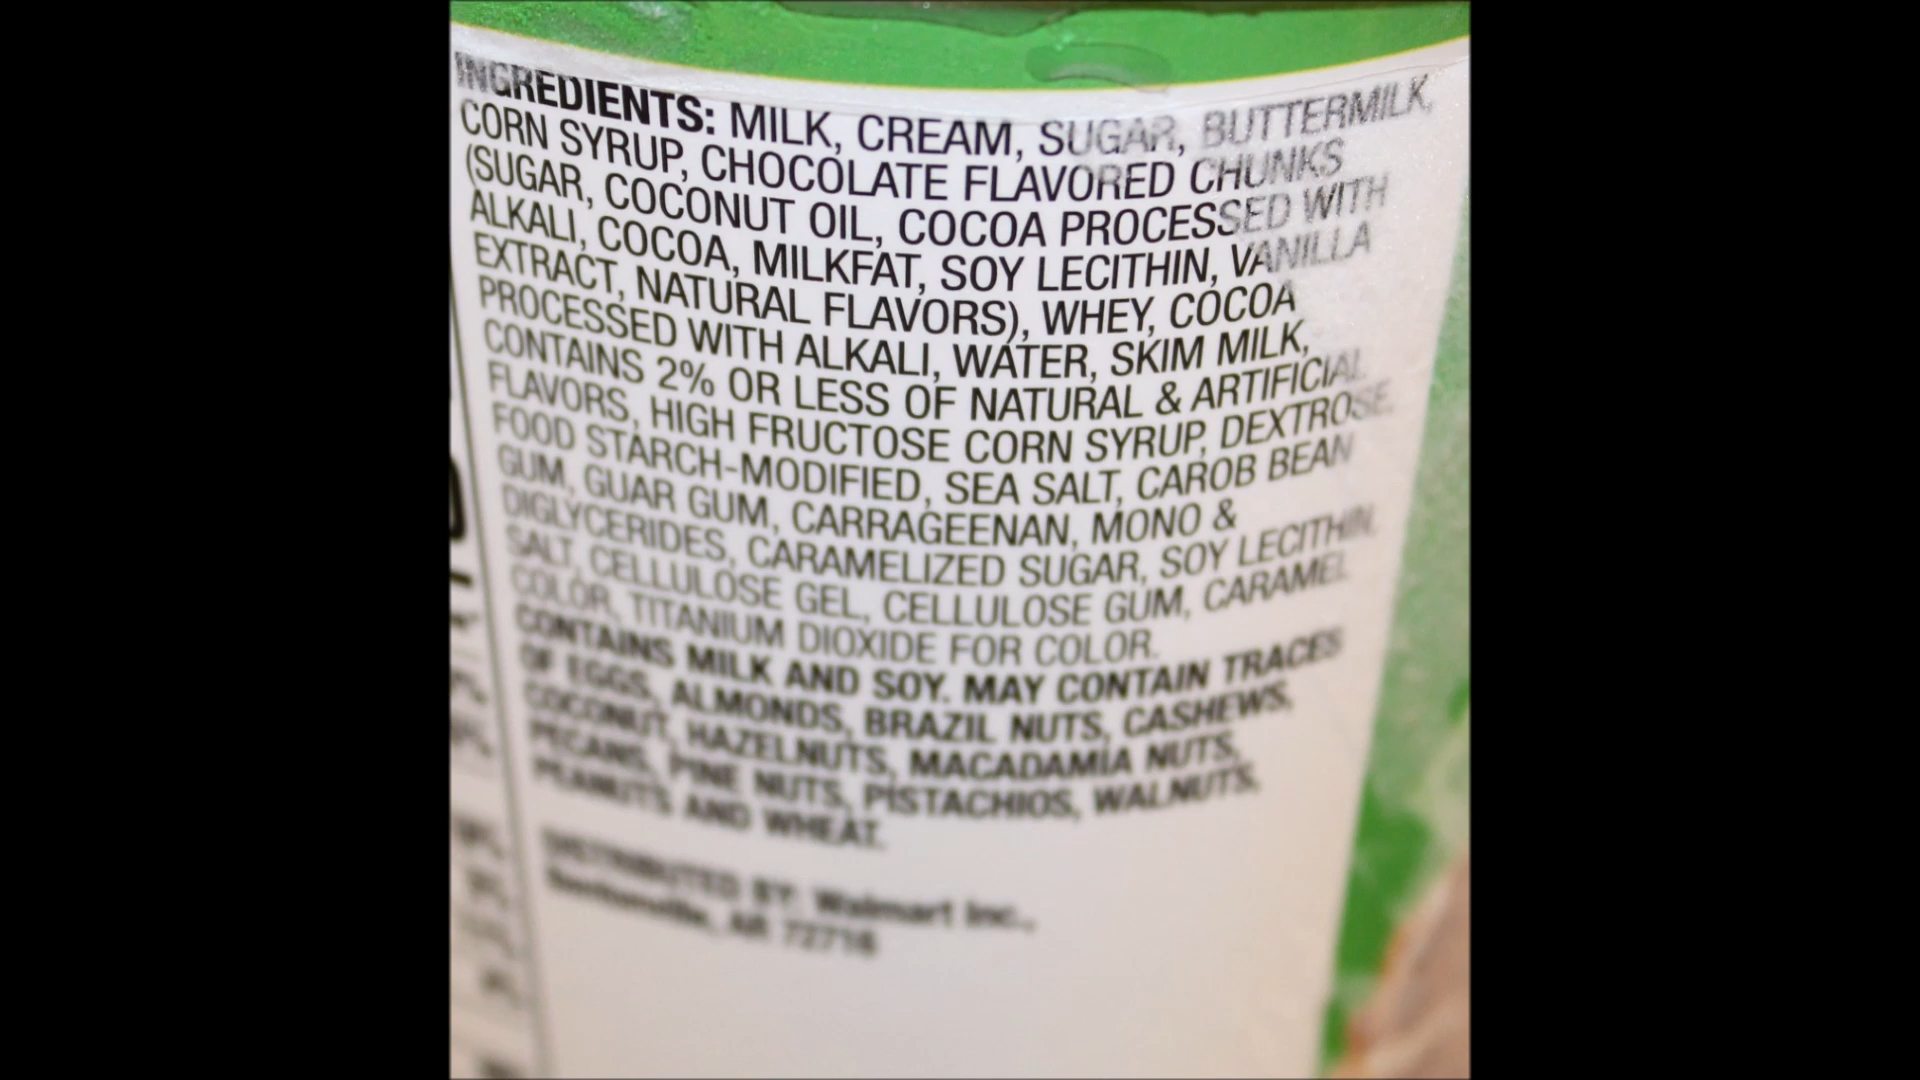 INGREDIENTS: MILK, CREAM, SUGAR, BUTTERMILK,
CORN SYRUP, CHOCOLATE FLAVORED CHUNKS
(SUGAR, COCONUT OIL, COCOA PROCESSED WITH
ALKALI, COCOA, MILKFAT, SOY LECITHIN, VANILLA
EXTRACT, NATURAL FLAVORS), WHEY, COCOA
PROCESSED WITH ALKALI, WATER, SKIM MILK,
CONTAINS 2% OR LESS OF NATURAL & ARTIFICIAL
FLAVORS, HIGH FRUCTOSE CORN SYRUP, DEXTROSE,
FOOD STARCH-MODIFIED, SEA SALT, CAROB BEAN
GUM, GUAR GUM, CARRAGEENAN, MONO &
DIGLYCERIDES, CARAMELIZED SUGAR, SOY LECITHIN,
SALT, CELLULOSE GEL, CELLULOSE GUM, CARAMEL
COLOR, TITANIUM DIOXIDE FOR COLOR.
CONTAINS MILK AND SOY. MAY CONTAIN TRACES
OF EGGS, ALMONDS, BRAZIL NUTS, CASHEWS,
COCONUT, HAZELNUTS, MACADAMIA NUTS,
PECANS, PINE NUTS, PISTACHIOS, WALNUTS,
PEANUTS AND WHEAT.
DISTRIBUTED BY: Walmart Inc.,
Bentonville, AR 72716